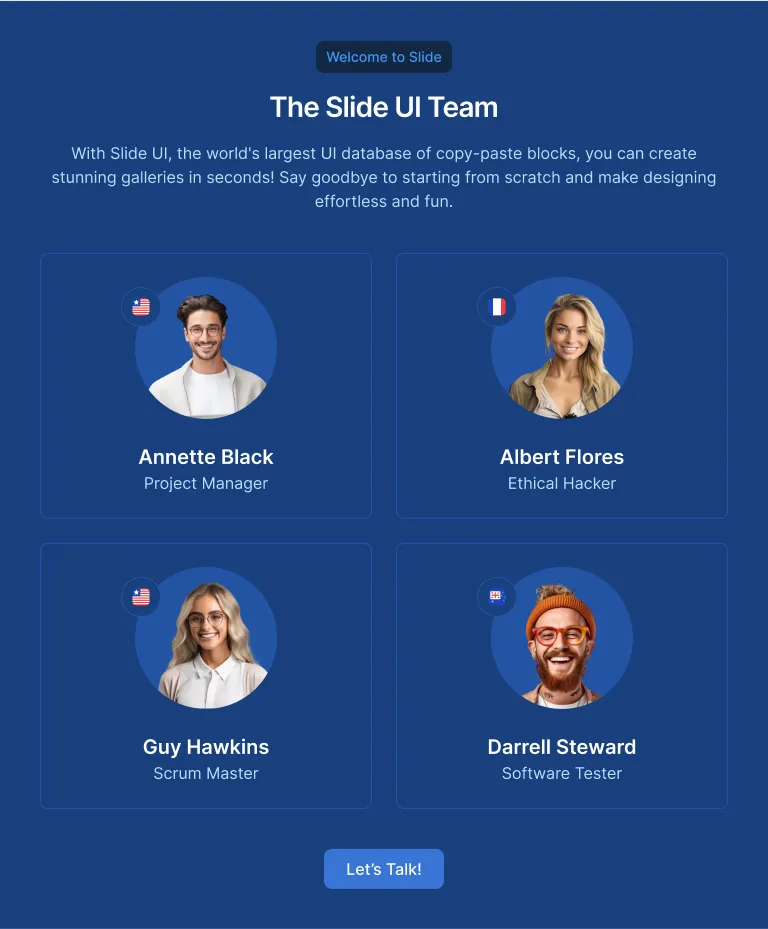 Welcome to Slide
The Slide UI Team
With Slide UI, the world's largest UI database of copy-paste blocks, you can create
stunning galleries in seconds! Say goodbye to starting from scratch and make designing
effortless and fun.
Annette Black
Project Manager
Albert Flores
Ethical Hacker
Guy Hawkins
Scrum Master
Darrell Steward
Software Tester
Let’s Talk!